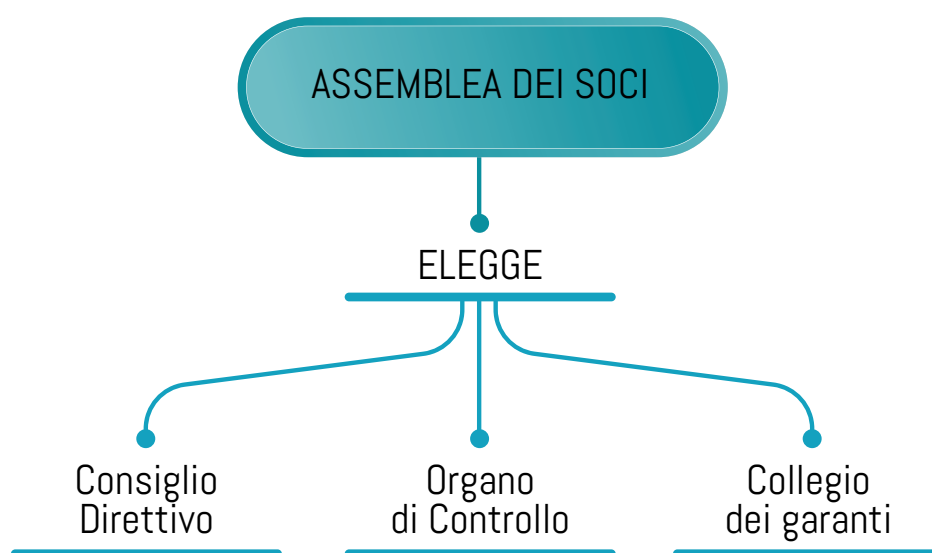 ASSEMBLEA DEI SOCI
ELEGGE
Consiglio
Direttivo
Organo
di Controllo
Collegio
dei garanti